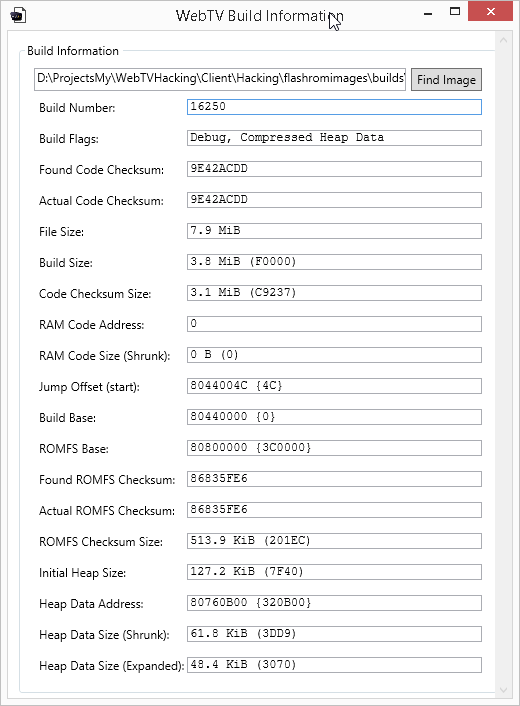 WebTV Build Information
Build Information
D:\ProjectsMy\WebTVHacking\Client\Hacking\flashromimages\builds\ Find Image
Build Number: 16250
Build Flags: Debug, Compressed Heap Data
Found Code Checksum: 9E42ACDD
Actual Code Checksum: 9E42ACDD
File Size: 7.9 MiB
Build Size: 3.8 MiB (F0000)
Code Checksum Size: 3.1 MiB (C9237)
RAM Code Address: 0
RAM Code Size (Shrunk): 0 B (0)
Jump Offset (start): 8044004C {4C}
Build Base: 80440000 {0}
ROMFS Base: 80800000 {3C0000}
Found ROMFS Checksum: 86835FE6
Actual ROMFS Checksum: 86835FE6
ROMFS Checksum Size: 513.9 KiB (201EC)
Initial Heap Size: 127.2 KiB (7F40)
Heap Data Address: 80760B00 {320B00}
Heap Data Size (Shrunk): 61.8 KiB (3DD9)
Heap Data Size (Expanded): 48.4 KiB (3070)